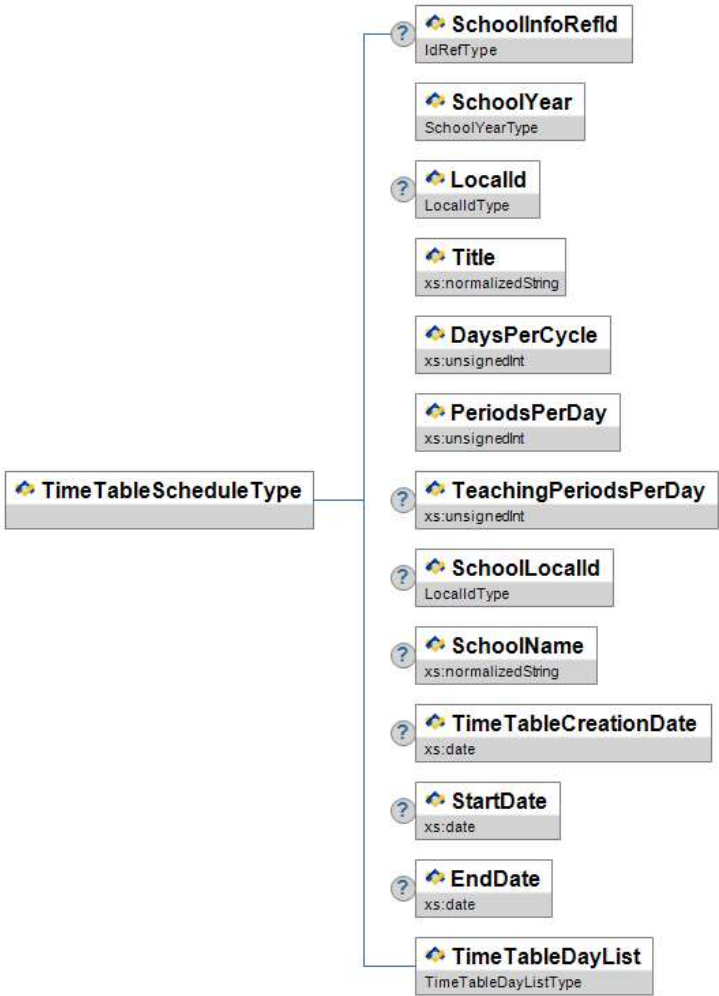 ?
SchoolInfoRefId
IdRefType
SchoolYear
SchoolYearType
?
LocalId
LocalIdType
Title
xs:normalizedString
DaysPerCycle
xs:unsignedInt
PeriodsPerDay
xs:unsignedInt
TimeTableScheduleType
?
TeachingPeriodsPerDay
xs:unsignedInt
?
SchoolLocalId
LocalIdType
?
SchoolName
xs:normalizedString
?
TimeTableCreationDate
xs:date
?
StartDate
xs:date
?
EndDate
xs:date
TimeTableDayList
TimeTableDayListType